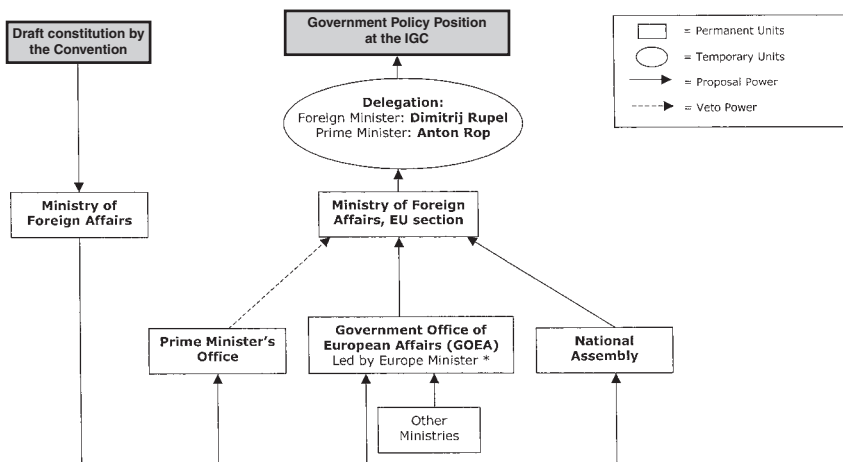 Draft constitution by
the Convention
Government Policy Position
at the IGC
= Permanent Units
= Temporary Units
= Proposal Power
= Veto Power
Delegation:
Foreign Minister: Dimitrij Rupel
Prime Minister: Anton Rop
Ministry of
Foreign Affairs
Ministry of Foreign
Affairs, EU section
Prime Minister's
Office
Government Office of
European Affairs (GOEA)
Led by Europe Minister *
National
Assembly
Other
Ministries